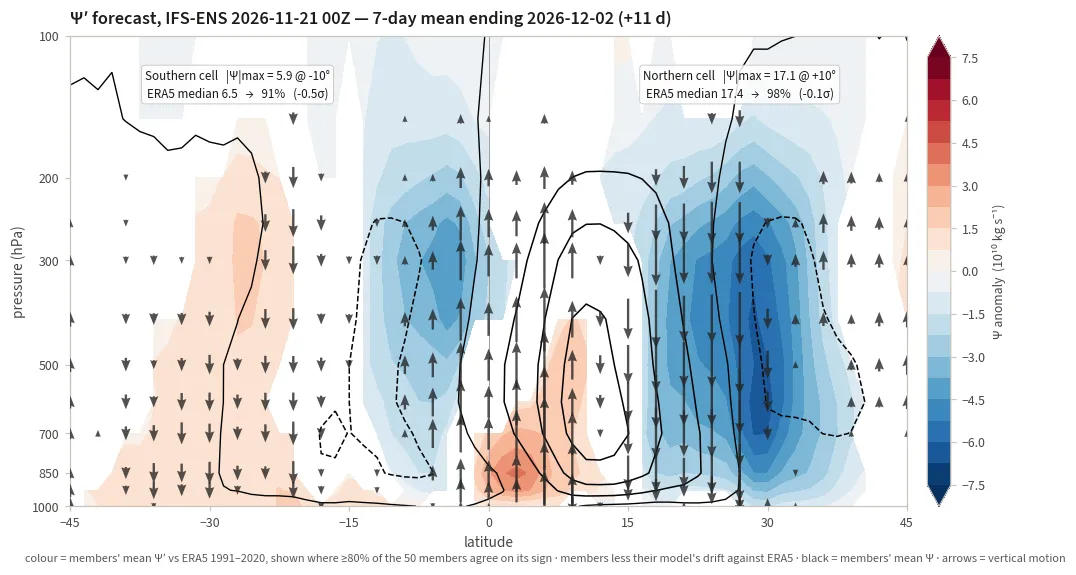 Ψ′ forecast, IFS-ENS 2026-11-21 00Z — 7-day mean ending 2026-12-02 (+11 d)
Southern cell |Ψ|max = 5.9 @ -10°
ERA5 median 6.5 → 91% (-0.5σ)
Northern cell |Ψ|max = 17.1 @ +10°
ERA5 median 17.4 → 98% (-0.1σ)
pressure (hPa)
100
200
300
400
500
700
850
1000
−45
−30
−15
0
15
30
45
latitude
7.5
6.0
4.5
3.0
1.5
0.0
−1.5
−3.0
−4.5
−6.0
−7.5
Ψ anomaly (10¹⁰ kg s⁻¹)
colour = members' mean Ψ′ vs ERA5 1991–2020, shown where ≥80% of the 50 members agree on its sign · members less their model's drift against ERA5 · black = members' mean Ψ · arrows = vertical motion